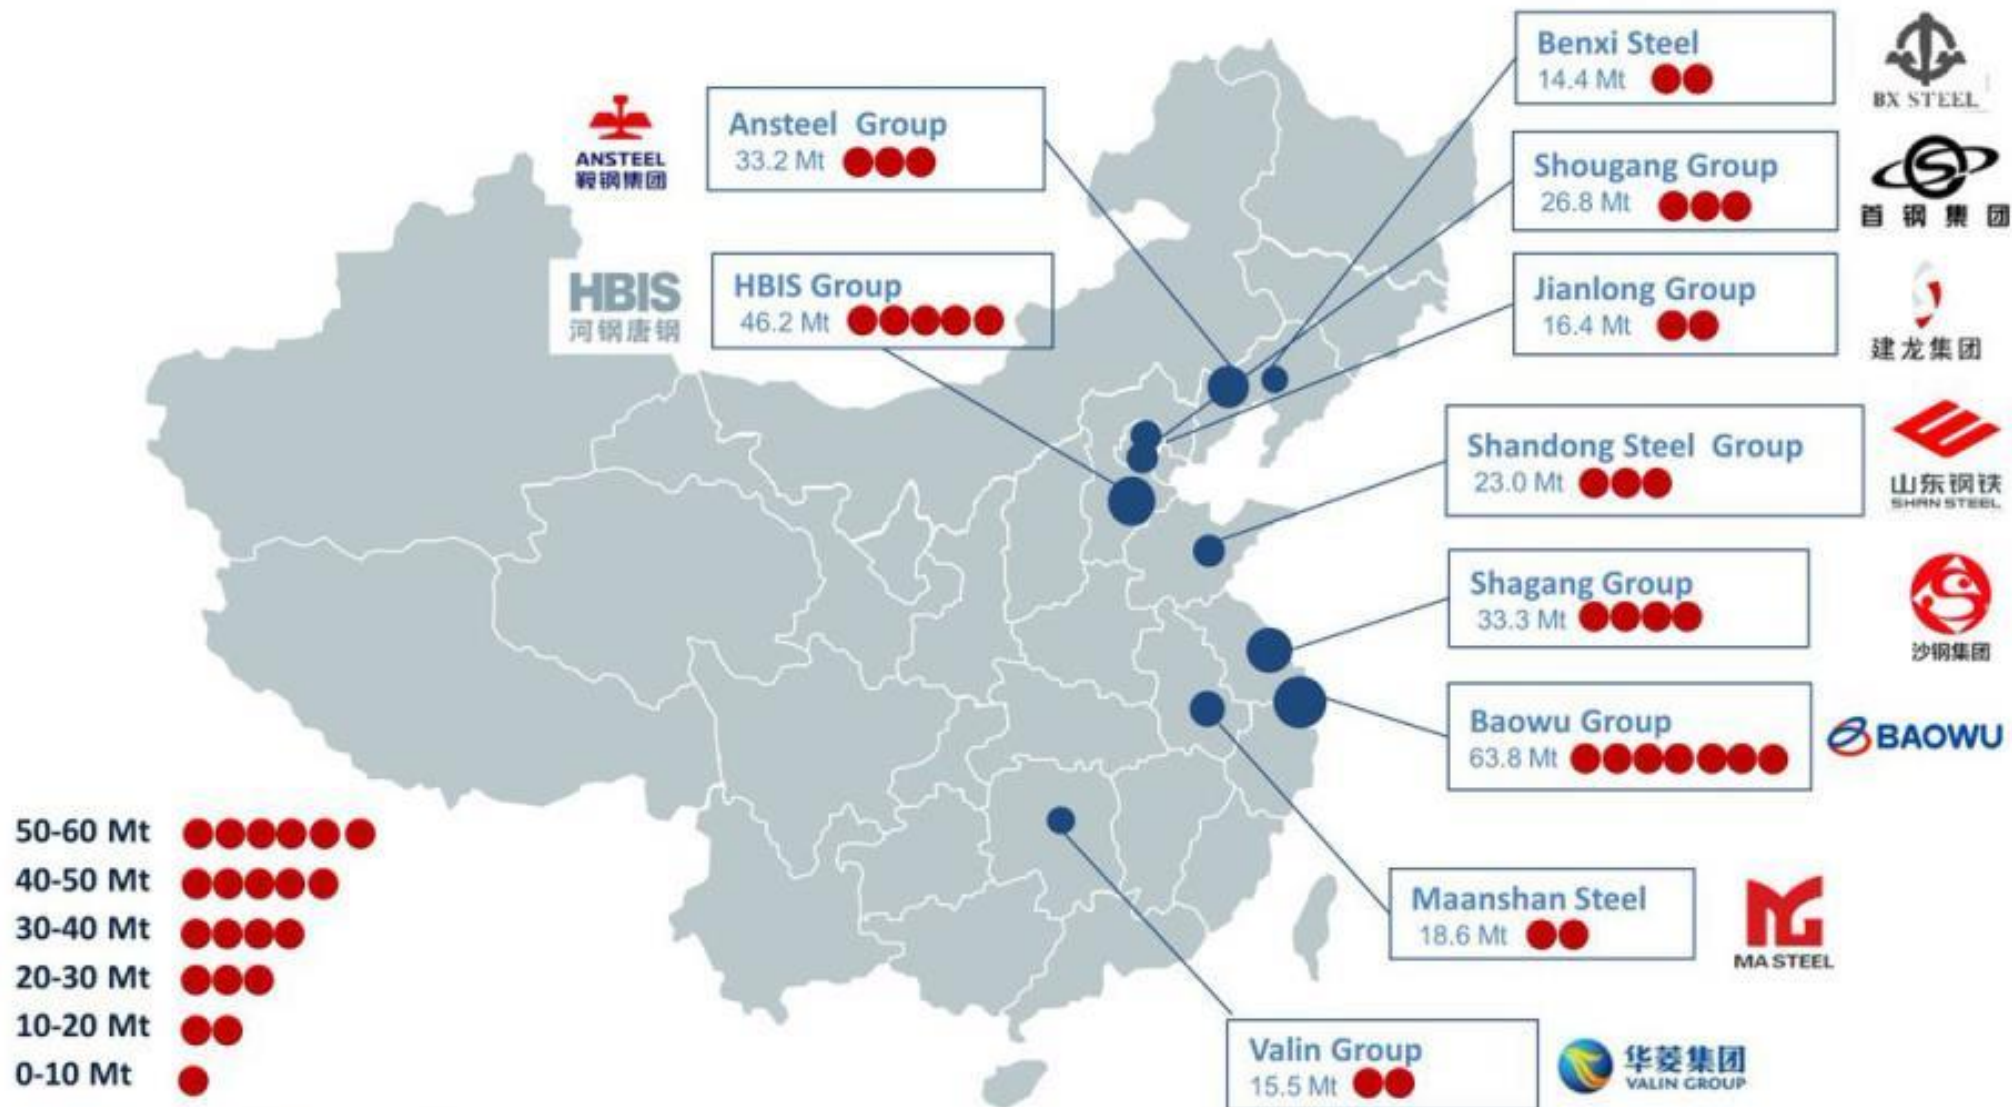 Benxi Steel
14.4 Mt
BX STEEL
ANSTEEL
鞍钢集团
Ansteel Group
33.2 Mt
Shougang Group
26.8 Mt
首钢集团
HBIS
河钢唐钢
HBIS Group
46.2 Mt
Jianlong Group
16.4 Mt
建龙集团
Shandong Steel Group
23.0 Mt
山东钢铁
SHAN STEEL
Shagang Group
33.3 Mt
沙钢集团
Baowu Group
63.8 Mt
BAOWU
50-60 Mt
40-50 Mt
30-40 Mt
20-30 Mt
10-20 Mt
0-10 Mt
Maanshan Steel
18.6 Mt
MA STEEL
Valin Group
15.5 Mt
华菱集团
VALIN GROUP